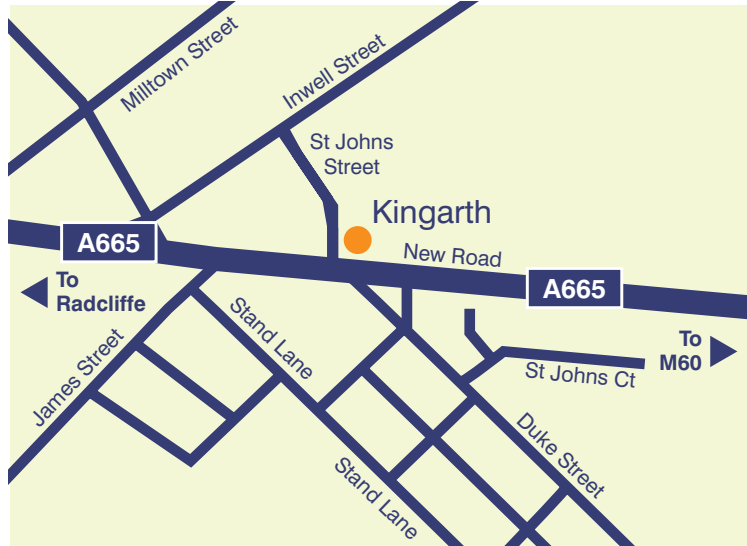 Milltown Street
Inwell Street
St Johns
Street
Kingarth
A665
New Road
A665
To
Radcliffe
To
M60
Stand Lane
James Street
St Johns Ct
Duke Street
Stand Lane